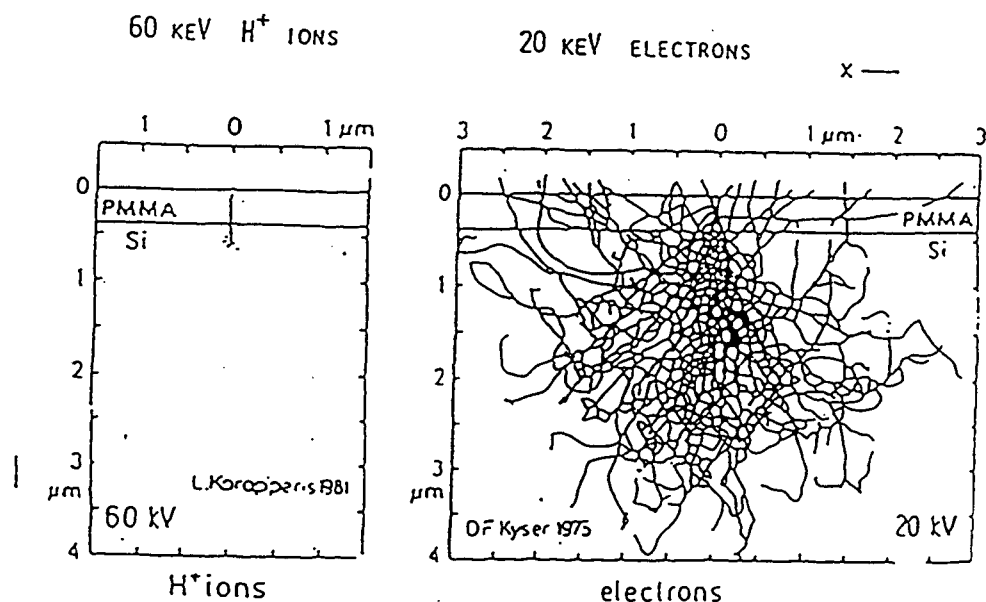 60 KEV H+ IONS
20 KEV ELECTRONS
X
1 0 1 μm
3 2 1 0 1 μm. 2 3
0
PMMA
Si
1
2
3
μm
4
L.Karapiperis 1981
60 kV
H+ions
0
PMMA
Si
1
2
3
μm
4
DF Kyser 1975
20 kV
electrons